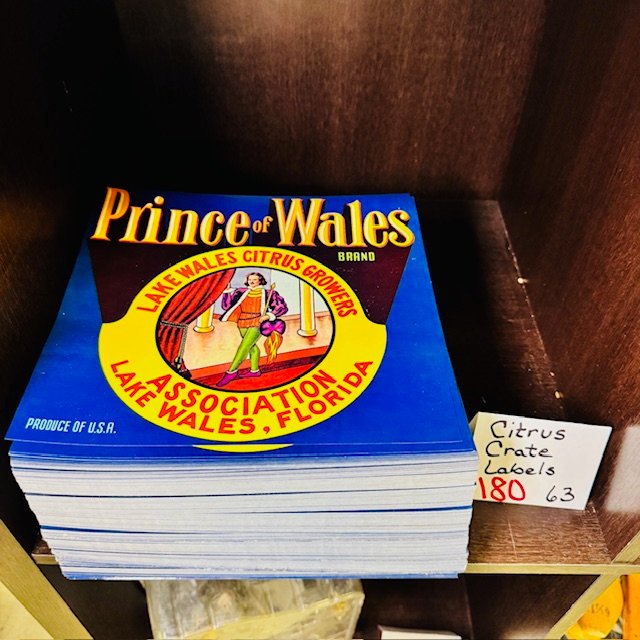 Prince of Wales
BRAND
LAKE WALES CITRUS GROWERS
ASSOCIATION
LAKE WALES, FLORIDA
PRODUCE OF U.S.A.
Citrus
Crate
Labels
180 63